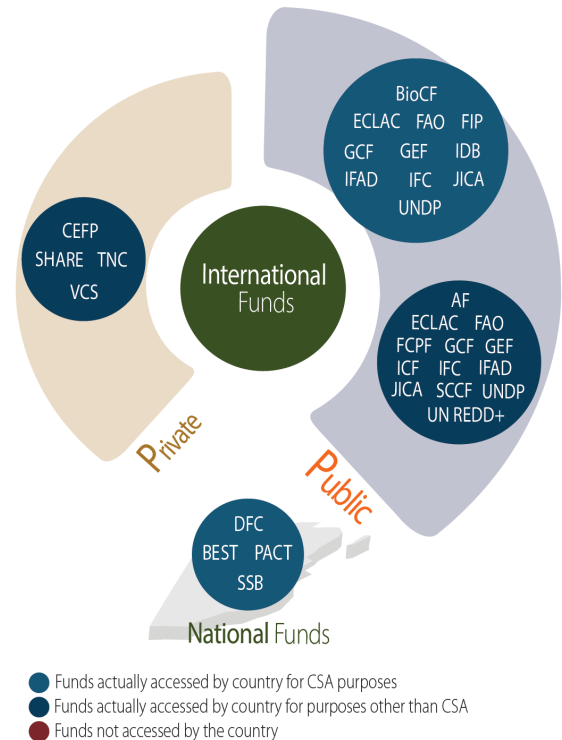 BioCF
ECLAC FAO FIP
GCF GEF IDB
IFAD IFC JICA
UNDP
CEFP
SHARE TNC
VCS
International
Funds
AF
ECLAC FAO
FCPF GCF GEF
ICF IFC IFAD
JICA SCCF UNDP
UN REDD+
Private
Public
DFC
BEST PACT
SSB
National Funds
Funds actually accessed by country for CSA purposes
Funds actually accessed by country for purposes other than CSA
Funds not accessed by the country